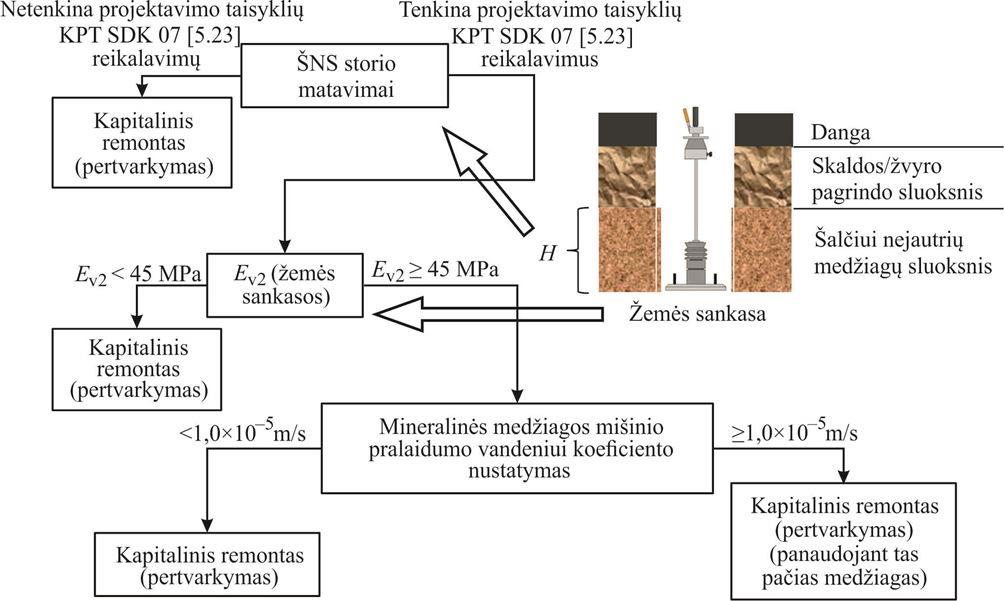 Netenkina projektavimo taisyklių
KPT SDK 07 [5.23]
reikalavimų
Tenkina projektavimo taisyklių
KPT SDK 07 [5.23]
reikalavimus
ŠNS storio
matavimai
Kapitalinis
remontas
(pertvarkymas)
Danga
Skaldos/žvyro
pagrindo sluoksnis
H
Šalčiui nejautrių
medžiagų sluoksnis
Žemės sankasa
Ev2 < 45 MPa
Ev2 (žemės
sankasos)
Ev2 ≥ 45 MPa
Kapitalinis
remontas
(pertvarkymas)
<1,0×10⁻⁵m/s
Mineralinės medžiagos mišinio
pralaidumo vandeniui koeficiento
nustatymas
≥1,0×10⁻⁵m/s
Kapitalinis remontas
(pertvarkymas)
Kapitalinis remontas
(pertvarkymas)
(panaudojant tas
pačias medžiagas)